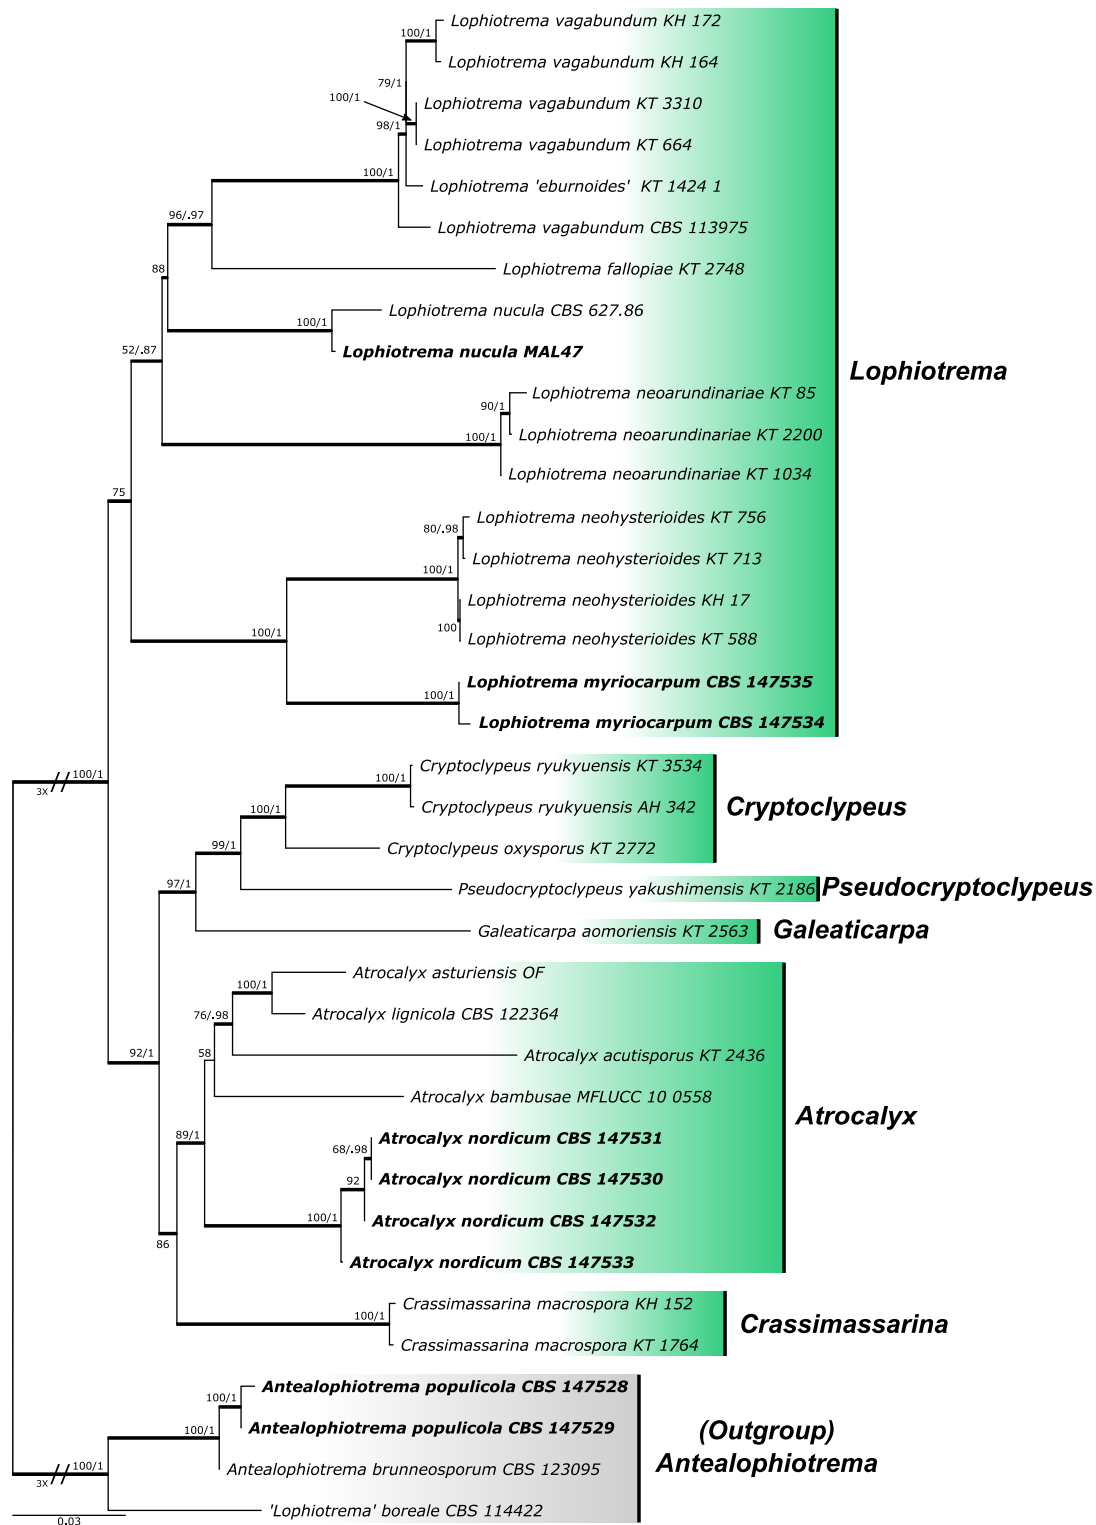 Lophiotrema vagabundum KH 172
100/1
Lophiotrema vagabundum KH 164
79/1
100/1
Lophiotrema vagabundum KT 3310
98/1
Lophiotrema vagabundum KT 664
100/1
Lophiotrema 'eburnoides' KT 1424 1
96/.97
Lophiotrema vagabundum CBS 113975
88
Lophiotrema fallopiae KT 2748
Lophiotrema nucula CBS 627.86
100/1
52/.87
Lophiotrema nucula MAL47
Lophiotrema
Lophiotrema neoarundinariae KT 85
90/1
Lophiotrema neoarundinariae KT 2200
100/1
Lophiotrema neoarundinariae KT 1034
75
Lophiotrema neohysterioides KT 756
80/.98
Lophiotrema neohysterioides KT 713
100/1
Lophiotrema neohysterioides KH 17
100
Lophiotrema neohysterioides KT 588
100/1
Lophiotrema myriocarpum CBS 147535
100/1
Lophiotrema myriocarpum CBS 147534
Cryptoclypeus ryukyuensis KT 3534
100/1
100/1
3X
Cryptoclypeus ryukyuensis AH 342
Cryptoclypeus
100/1
Cryptoclypeus oxysporus KT 2772
99/1
Pseudocryptoclypeus yakushimensis KT 2186
Pseudocryptoclypeus
97/1
Galeaticarpa aomoriensis KT 2563
Galeaticarpa
Atrocalyx asturiensis OF
100/1
Atrocalyx lignicola CBS 122364
76/.98
Atrocalyx acutisporus KT 2436
92/1
58
Atrocalyx bambusae MFLUCC 10 0558
Atrocalyx
89/1
Atrocalyx nordicum CBS 147531
68/.98
Atrocalyx nordicum CBS 147530
92
Atrocalyx nordicum CBS 147532
100/1
Atrocalyx nordicum CBS 147533
86
Crassimassarina macrospora KH 152
100/1
Crassimassarina
Crassimassarina macrospora KT 1764
Antealophiotrema populicola CBS 147528
100/1
Antealophiotrema populicola CBS 147529
100/1
(Outgroup)
Antealophiotrema
Antealophiotrema brunneosporum CBS 123095
100/1
3X
'Lophiotrema' boreale CBS 114422
0.03